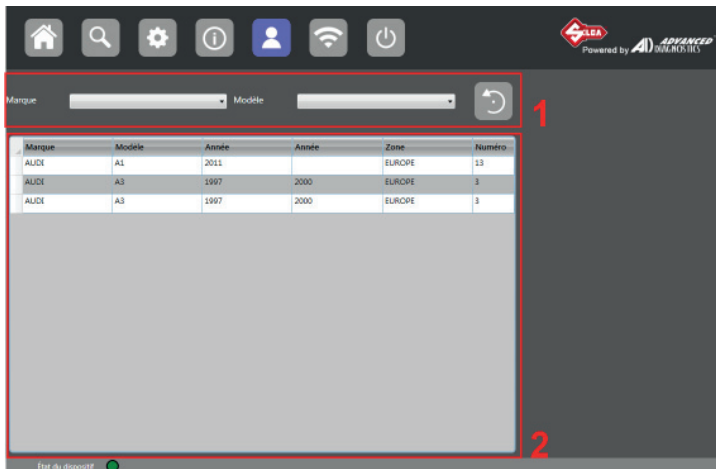 SILCA
Powered by AD ADVANCED DIAGNOSTICS
Marque Modèle
1
Marque Modèle Année Année Zone Numéro
AUDI A1 2011 EUROPE 13
AUDI A3 1997 2000 EUROPE 3
AUDI A3 1997 2000 EUROPE 3
2
État du dispositif